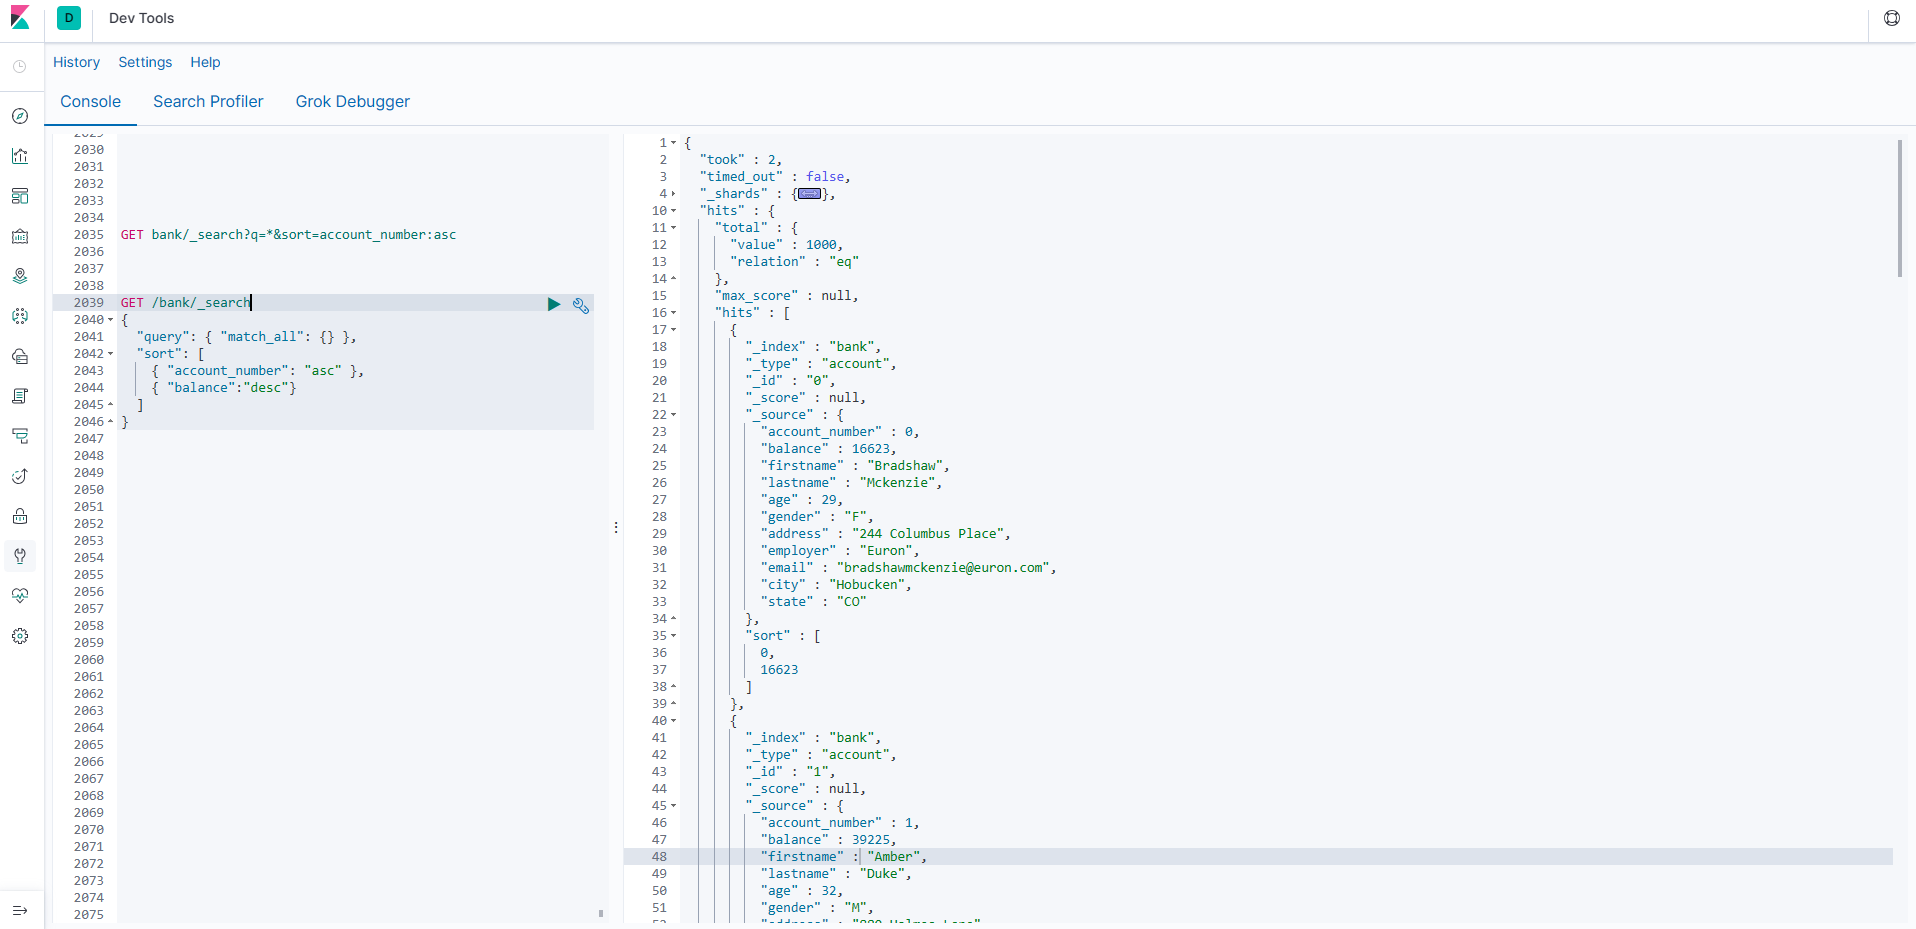 D Dev Tools
History Settings Help
Console Search Profiler Grok Debugger
2029
2030
2031
2032
2033
2034
2035 GET bank/_search?q=*&sort=account_number:asc
2036
2037
2038
2039 GET /bank/_search
2040 {
2041 "query": { "match_all": {} },
2042 "sort": [
2043 { "account_number": "asc" },
2044 { "balance":"desc"}
2045 ]
2046 }
2047
2048
2049
2050
2051
2052
2053
2054
2055
2056
2057
2058
2059
2060
2061
2062
2063
2064
2065
2066
2067
2068
2069
2070
2071
2072
2073
2074
2075
1 {
2 "took" : 2,
3 "timed_out" : false,
4 "_shards" : {},
10 "hits" : {
11 "total" : {
12 "value" : 1000,
13 "relation" : "eq"
14 },
15 "max_score" : null,
16 "hits" : [
17 {
18 "_index" : "bank",
19 "_type" : "account",
20 "_id" : "0",
21 "_score" : null,
22 "_source" : {
23 "account_number" : 0,
24 "balance" : 16623,
25 "firstname" : "Bradshaw",
26 "lastname" : "Mckenzie",
27 "age" : 29,
28 "gender" : "F",
29 "address" : "244 Columbus Place",
30 "employer" : "Euron",
31 "email" : "bradshawmckenzie@euron.com",
32 "city" : "Hobucken",
33 "state" : "CO"
34 },
35 "sort" : [
36 0,
37 16623
38 ]
39 },
40 {
41 "_index" : "bank",
42 "_type" : "account",
43 "_id" : "1",
44 "_score" : null,
45 "_source" : {
46 "account_number" : 1,
47 "balance" : 39225,
48 "firstname" : "Amber",
49 "lastname" : "Duke",
50 "age" : 32,
51 "gender" : "M",